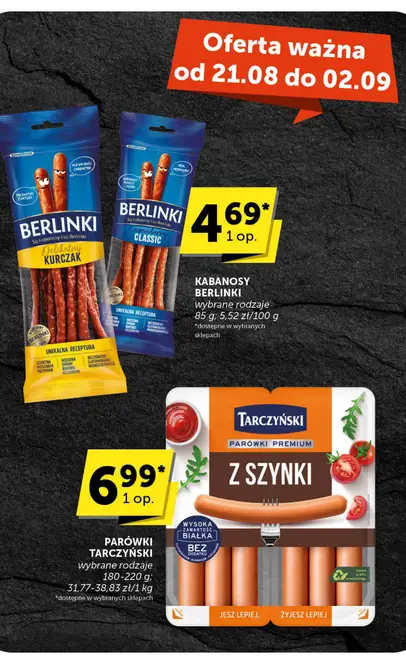 Oferta ważna
od 21.08 do 02.09
BERLINKI
Delikatny
KURCZAK
UNIKALNA RECEPTURA
BERLINKI
CLASSIC
UNIKALNA RECEPTURA
4.69*
1 op.
KABANOSY
BERLINKI
wybrane rodzaje
85 g; 5,52 zł/100 g
*dostępne w wybranych
sklepach
TARCZYŃSKI
PARÓWKI PREMIUM
Z SZYNKI
WYSOKA
ZAWARTOŚĆ
BIAŁKA
BEZ
JESZ LEPIEJ,
ŻYJESZ LEPIEJ
6.99*
1 op.
PARÓWKI
TARCZYŃSKI
wybrane rodzaje
180-220 g;
31,77-38,83 zł/1 kg
*dostępne w wybranych sklepach